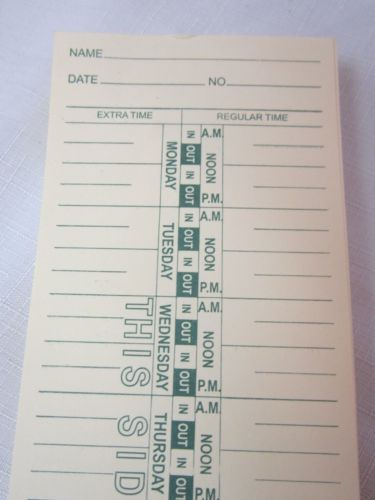 NAME
DATE NO.
EXTRA TIME REGULAR TIME
MONDAY IN OUT IN OUT A.M. NOON P.M.
TUESDAY IN OUT IN OUT A.M. NOON P.M.
WEDNESDAY IN OUT IN OUT A.M. NOON P.M.
THURSDAY IN OUT IN OUT A.M. NOON P.M.
THIS SID